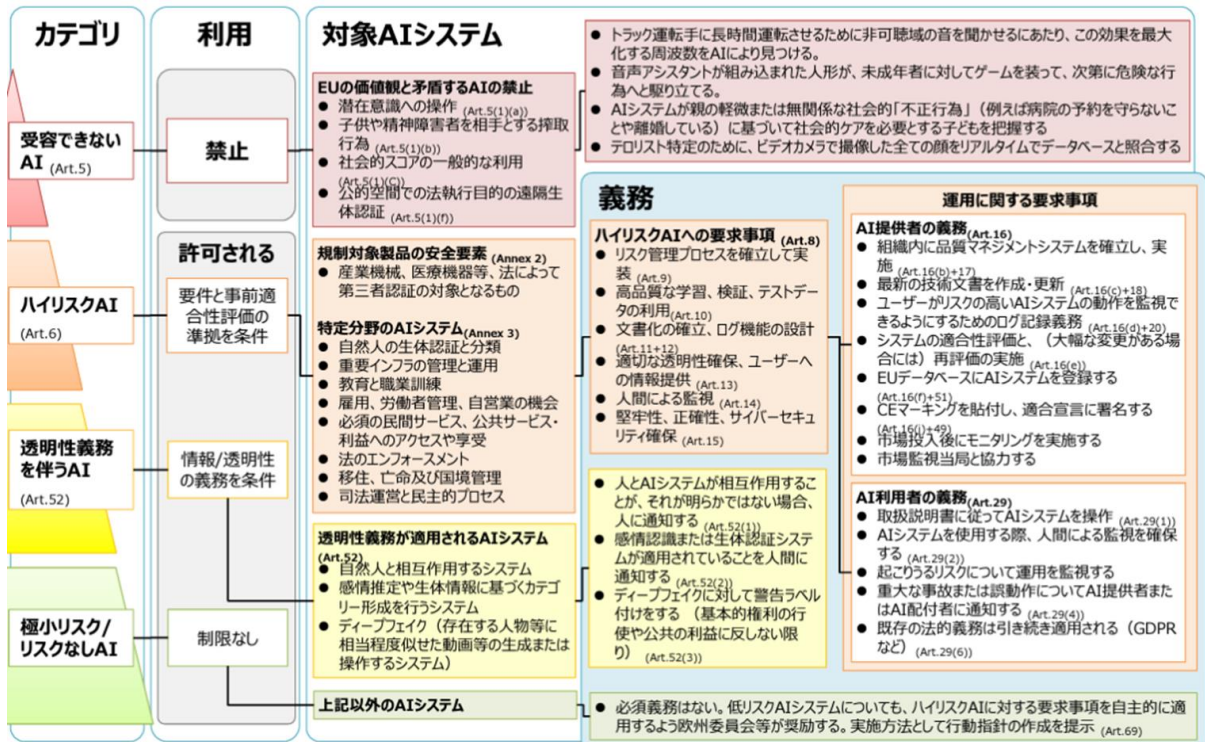 カテゴリ
利用
対象AIシステム
受容できない
AI (Art.5)
禁止
EUの価値観と矛盾するAIの禁止
● 潜在意識への操作 (Art.5(1)(a))
● 子供や精神障害者を相手とする搾取
行為 (Art.5(1)(b))
● 社会的スコアの一般的な利用
(Art.5(1)(C))
● 公的空間での法執行目的の遠隔生
体認証 (Art.5(1)(f))
● トラック運転手に長時間運転させるために非可聴域の音を聞かせるにあたり、この効果を最大
化する周波数をAIにより見つける。
● 音声アシスタントが組み込まれた人形が、未成年者に対してゲームを装って、次第に危険な行
為へと駆り立てる。
● AIシステムが親の軽微または無関係な社会的「不正行為」（例えば病院の予約を守らないこ
とや離婚している）に基づいて社会的ケアを必要とする子どもを把握する
● テロリスト特定のために、ビデオカメラで撮像した全ての顔をリアルタイムでデータベースと照合する
ハイリスクAI
(Art.6)
許可される
要件と事前適
合性評価の
準拠を条件
規制対象製品の安全要素 (Annex 2)
● 産業機械、医療機器等、法によって
第三者認証の対象となるもの
特定分野のAIシステム(Annex 3)
● 自然人の生体認証と分類
● 重要インフラの管理と運用
● 教育と職業訓練
● 雇用、労働者管理、自営業の機会
● 必須の民間サービス、公共サービス・
利益へのアクセスや享受
● 法のエンフォースメント
● 移住、亡命及び国境管理
● 司法運営と民主的プロセス
義務
ハイリスクAIへの要求事項 (Art.8)
● リスク管理プロセスを確立して実
装 (Art.9)
● 高品質な学習、検証、テストデー
タの利用 (Art.10)
● 文書化の確立、ログ機能の設計
(Art.11+12)
● 適切な透明性確保、ユーザーへ
の情報提供 (Art.13)
● 人間による監視 (Art.14)
● 堅牢性、正確性、サイバーセキュ
リティ確保 (Art.15)
運用に関する要求事項
AI提供者の義務(Art.16)
● 組織内に品質マネジメントシステムを確立し、実
施 (Art.16(b)+17)
● 最新の技術文書を作成・更新 (Art.16(c)+18)
● ユーザーがリスクの高いAIシステムの動作を監視で
きるようにするためのログ記録義務 (Art.16(d)+20)
● システムの適合性評価と、（大幅な変更がある場
合には）再評価の実施 (Art.16(e))
● EUデータベースにAIシステムを登録する
(Art.16(f)+51)
● CEマーキングを貼付し、適合宣言に署名する
(Art.16(i)+49)
● 市場投入後にモニタリングを実施する
● 市場監視当局と協力する
AI利用者の義務(Art.29)
● 取扱説明書に従ってAIシステムを操作 (Art.29(1))
● AIシステムを使用する際、人間による監視を確保
する (Art.29(2))
● 起こりうるリスクについて運用を監視する
● 重大な事故または誤動作についてAI提供者また
はAI配付者に通知する (Art.29(4))
● 既存の法的義務は引き続き適用される（GDPR
など） (Art.29(6))
透明性義務
を伴うAI
(Art.52)
情報/透明性
の義務を条件
透明性義務が適用されるAIシステム
(Art.52)
● 自然人と相互作用するシステム
● 感情推定や生体情報に基づくカテゴ
リー形成を行うシステム
● ディープフェイク（存在する人物等に
相当程度似せた動画等の生成または
操作するシステム）
● 人とAIシステムが相互作用するこ
とが、それが明らかではない場合、
人に通知する (Art.52(1))
● 感情認識または生体認証システ
ムが適用されていることを人間に
通知する (Art.52(2))
● ディープフェイクに対して警告ラベル
付けをする （基本的権利の行
使や公共の利益に反しない限
り） (Art.52(3))
極小リスク/
リスクなしAI
制限なし
上記以外のAIシステム
● 必須義務はない。低リスクAIシステムについても、ハイリスクAIに対する要求事項を自主的に適
用するよう欧州委員会等が奨励する。実施方法として行動指針の作成を提示 (Art.69)